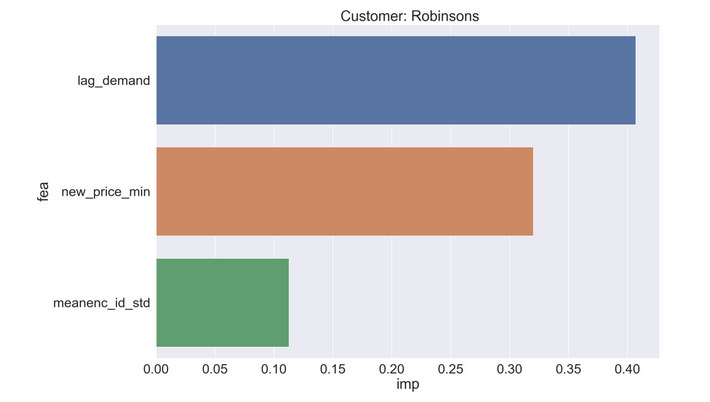 Customer: Robinsons
lag_demand
new_price_min
meanenc_id_std
fea
0.00 0.05 0.10 0.15 0.20 0.25 0.30 0.35 0.40
imp